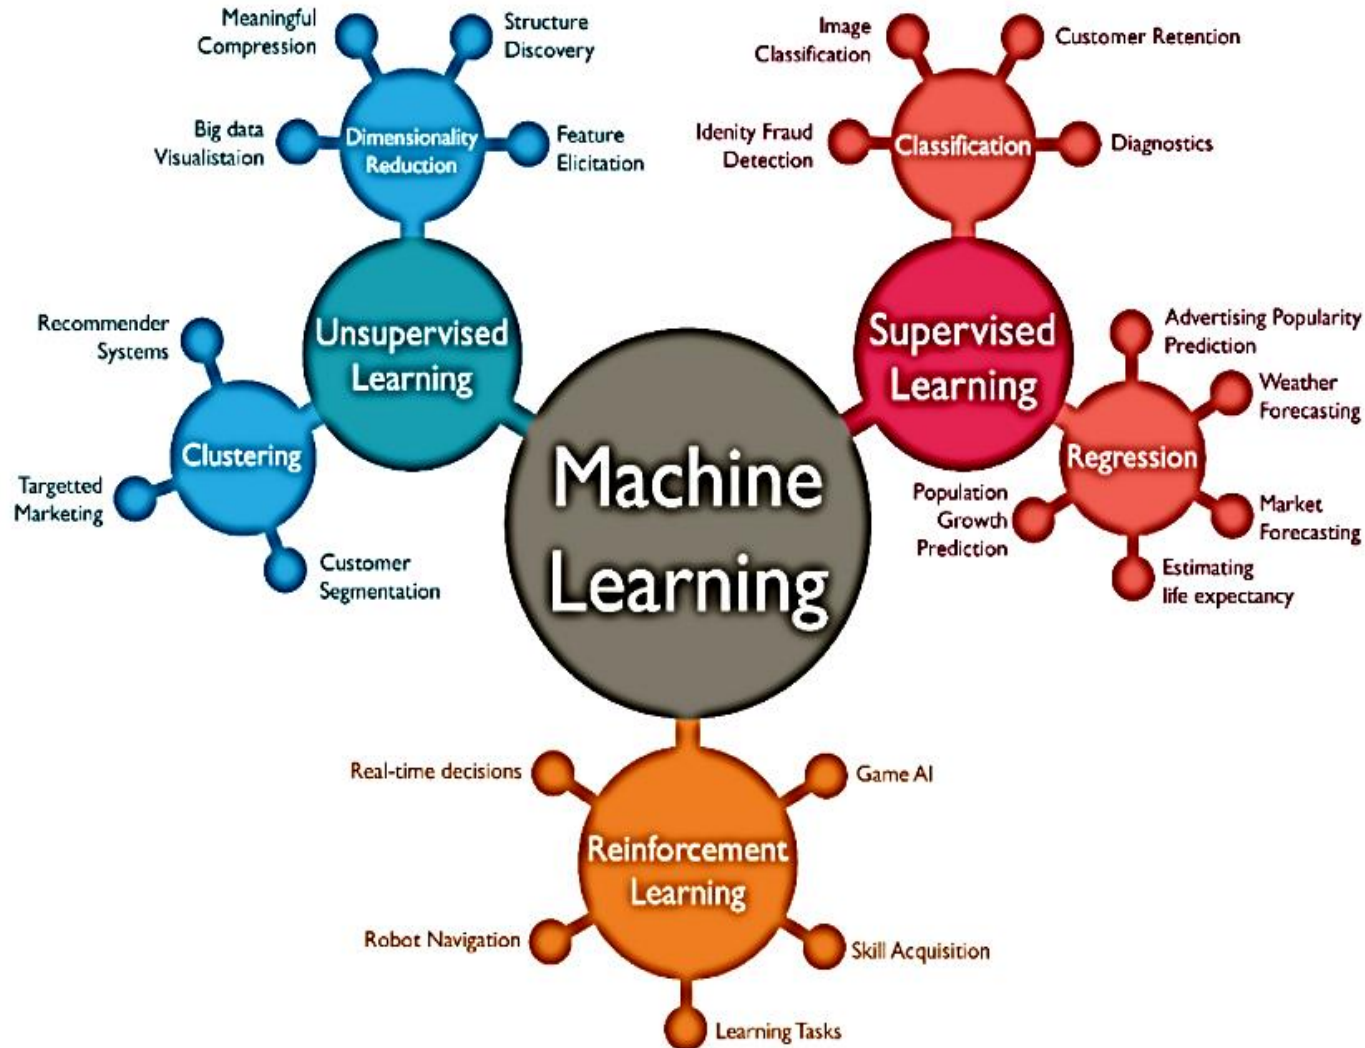 Meaningful
Compression
Structure
Discovery
Big data
Visualistaion
Dimensionality
Reduction
Feature
Elicitation
Image
Classification
Customer Retention
Idenity Fraud
Detection
Classification
Diagnostics
Unsupervised
Learning
Supervised
Learning
Recommender
Systems
Clustering
Targetted
Marketing
Customer
Segmentation
Advertising Popularity
Prediction
Weather
Forecasting
Regression
Population
Growth
Prediction
Market
Forecasting
Estimating
life expectancy
Machine
Learning
Real-time decisions
Game AI
Reinforcement
Learning
Robot Navigation
Skill Acquisition
Learning Tasks